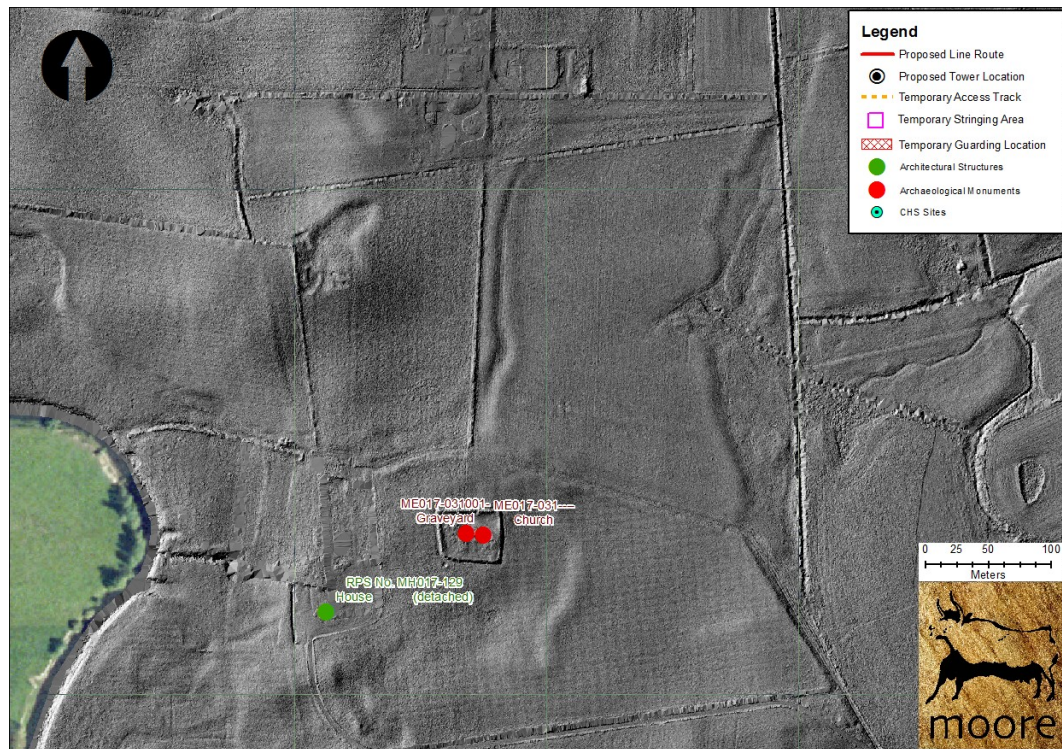 Legend
Proposed Line Route
Proposed Tower Location
Temporary Access Track
Temporary Stringing Area
Temporary Guarding Location
Architectural Structures
Archaeological Monuments
CHS Sites
ME017-031001- ME017-031----
Graveyard church
RPS No. MH017-129
House (detached)
0 25 50 100
Meters
moore